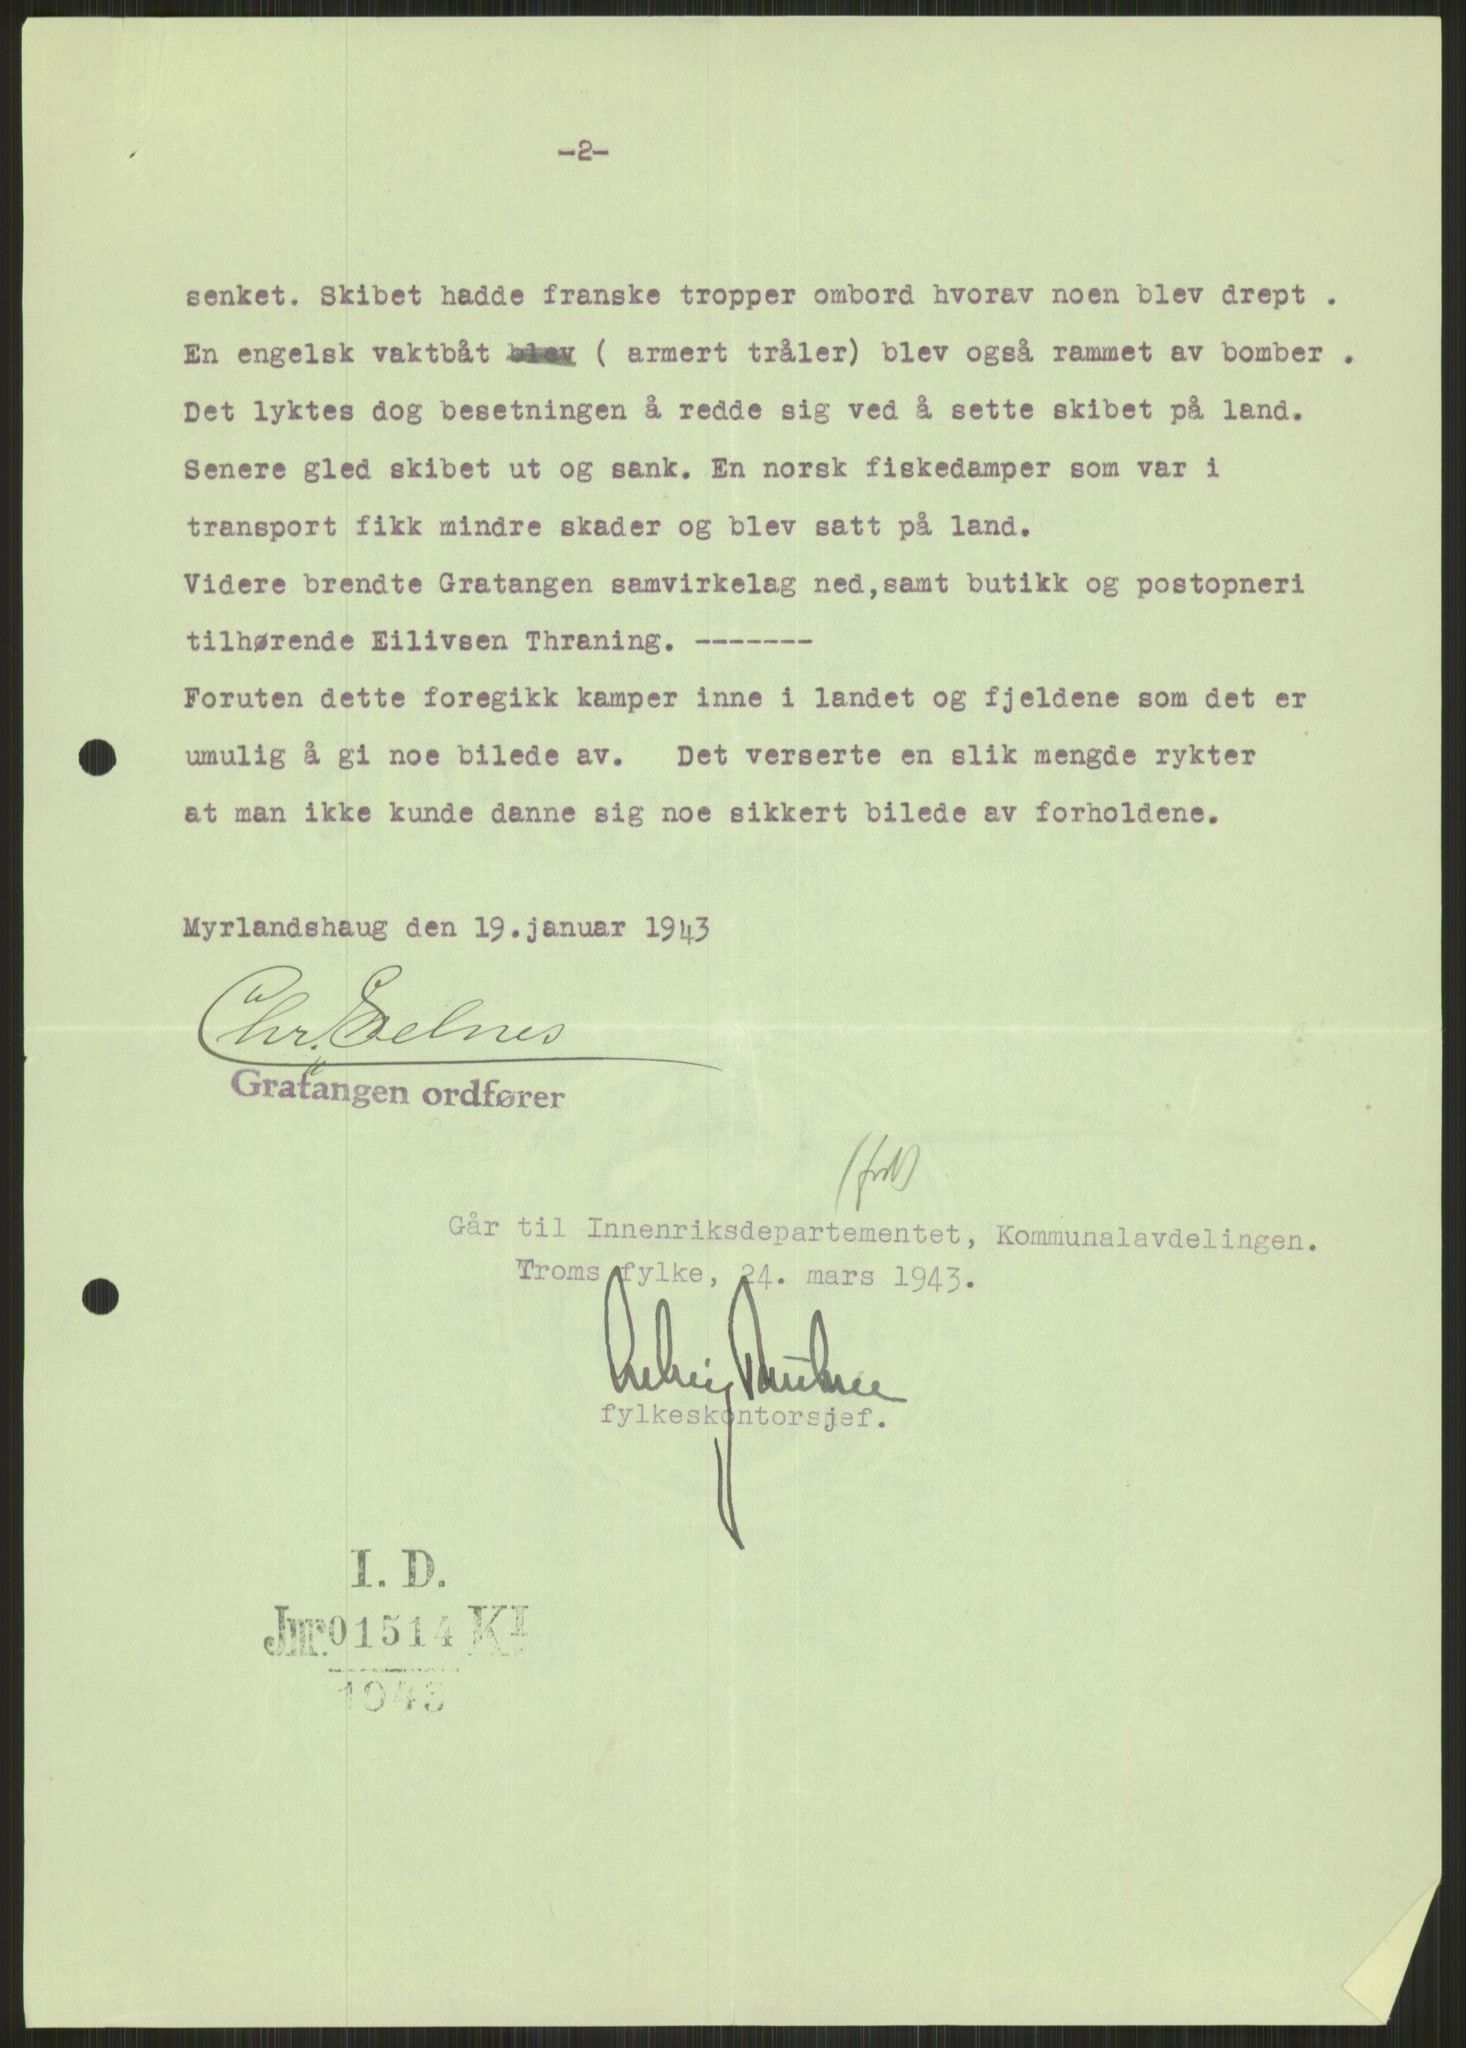 -2-
senket. Skibet hadde franske tropper ombord hvorav noen blev drept .
En engelsk vaktbåt blev ( armert tråler) blev også rammet av bomber .
Det lyktes dog besetningen å redde sig ved å sette skibet på land.
Senere gled skibet ut og sank. En norsk fiskedamper som var i
transport fikk mindre skader og blev satt på land.
Videre brendte Gratangen samvirkelag ned,samt butikk og postopneri
tilhørende Eilivsen Thraning. -------
Foruten dette foregikk kamper inne i landet og fjeldene som det er
umulig å gi noe bilede av. Det verserte en slik mengde rykter
at man ikke kunde danne sig noe sikkert bilede av forholdene.
Myrlandshaug den 19.januar 1943
Chr. Selnes
Gratangen ordfører
Går til Innenriksdepartementet, Kommunalavdelingen.
Troms fylke, 24. mars 1943.
fylkeskontorsjef.
I. D.
Jnr. 01514 KI
1943